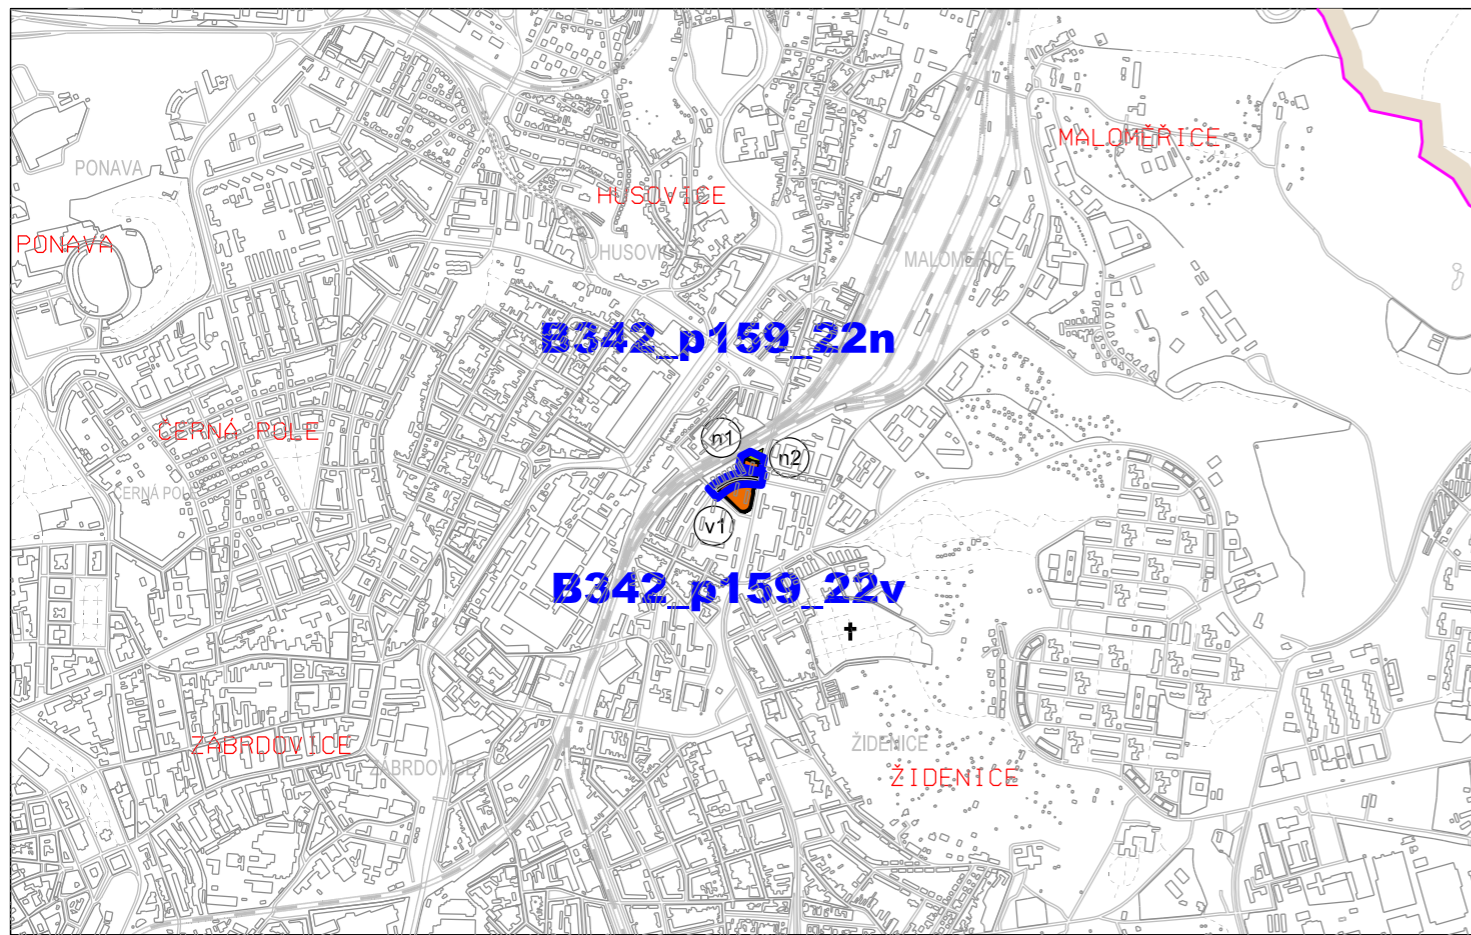 MALOMĚŘICE
PONAVA
HUSOVICE
PONAVA
HUSOVICE
MALOMĚŘICE
B342_p159_22n
ČERNÁ POLE
n1
n2
ČERNÁ POLE
v1
B342_p159_22v
ZÁBRDOVICE
ŽIDENICE
ZÁBRDOVICE
ŽIDENICE